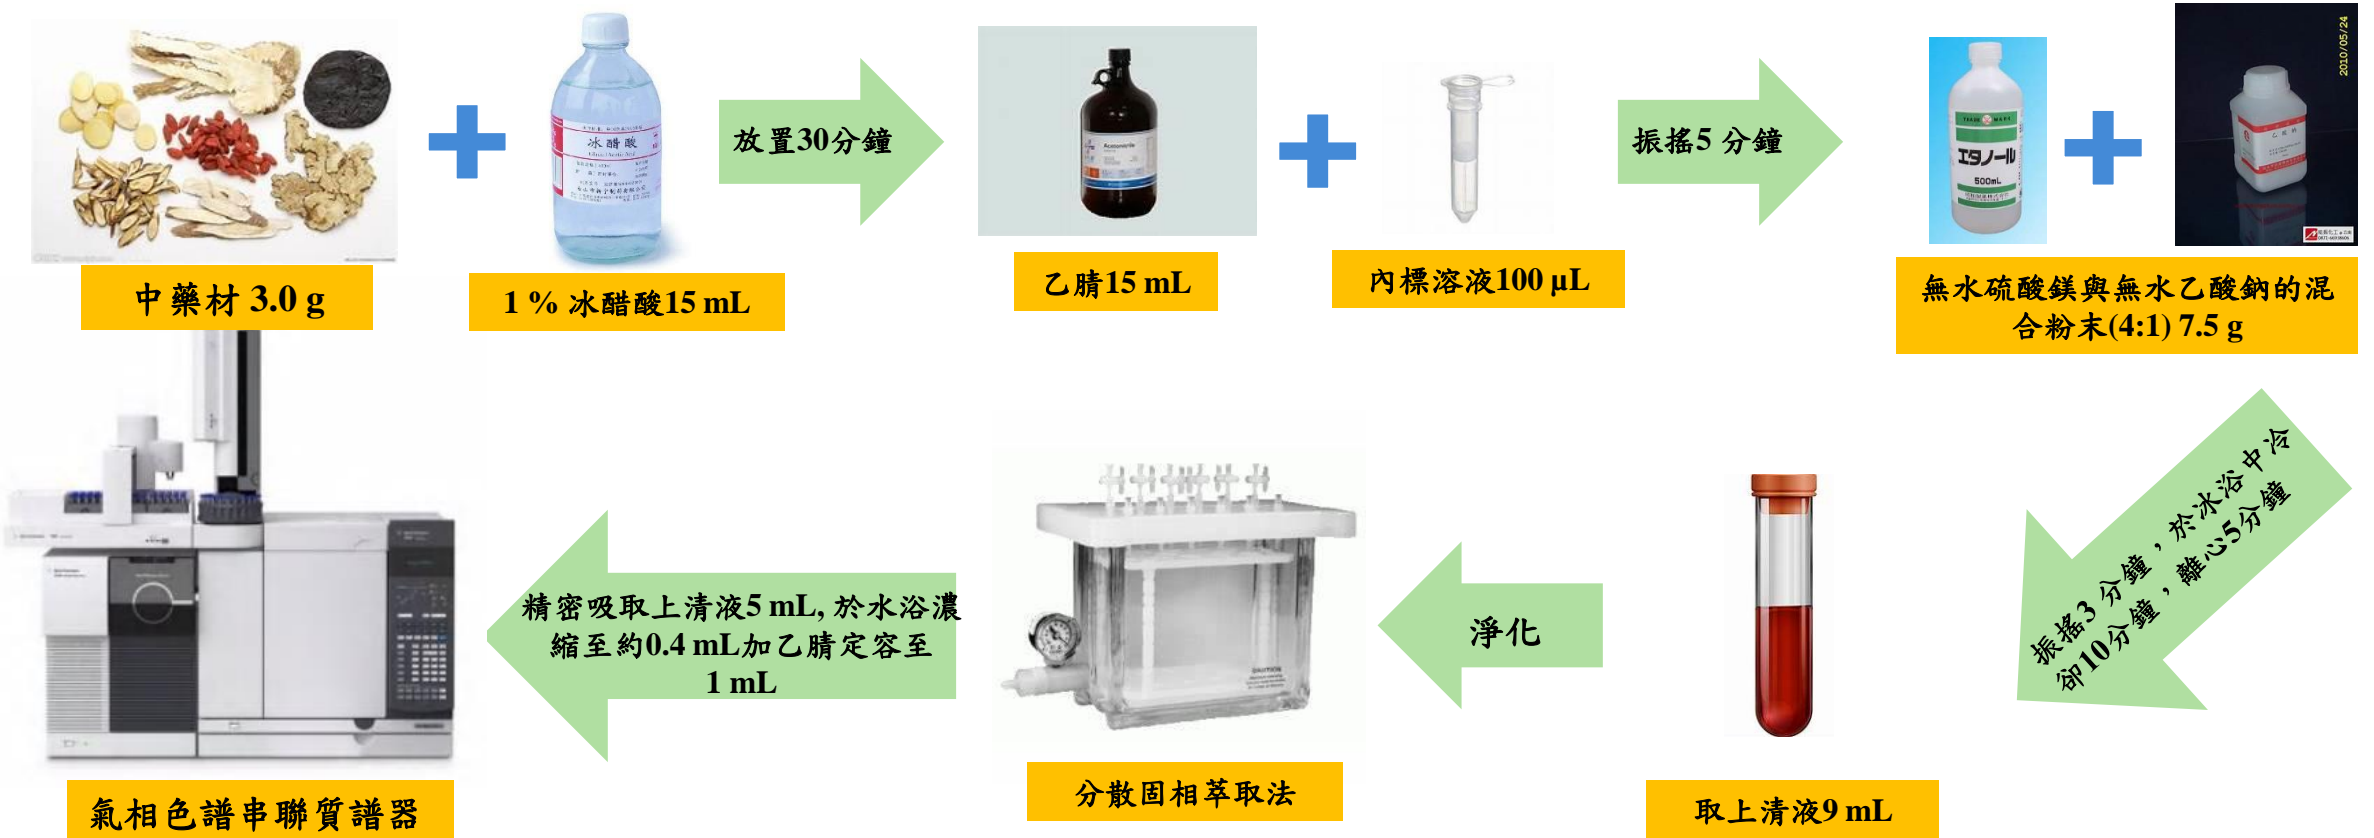 冰醋酸
Glacial Acetic Acid
放置30分鐘
Acetonitrile
振搖5 分鐘
エタノール
500mL
乙酸鈉
2010/05/24
中藥材 3.0 g
1 % 冰醋酸15 mL
乙腈15 mL
內標溶液100 µL
無水硫酸鎂與無水乙酸鈉的混
合粉末(4:1) 7.5 g
振搖3 分鐘，於冰浴中冷
卻10分鐘，離心5分鐘
取上清液9 mL
淨化
分散固相萃取法
精密吸取上清液5 mL, 於水浴濃
縮至約0.4 mL加乙腈定容至
1 mL
氣相色譜串聯質譜器